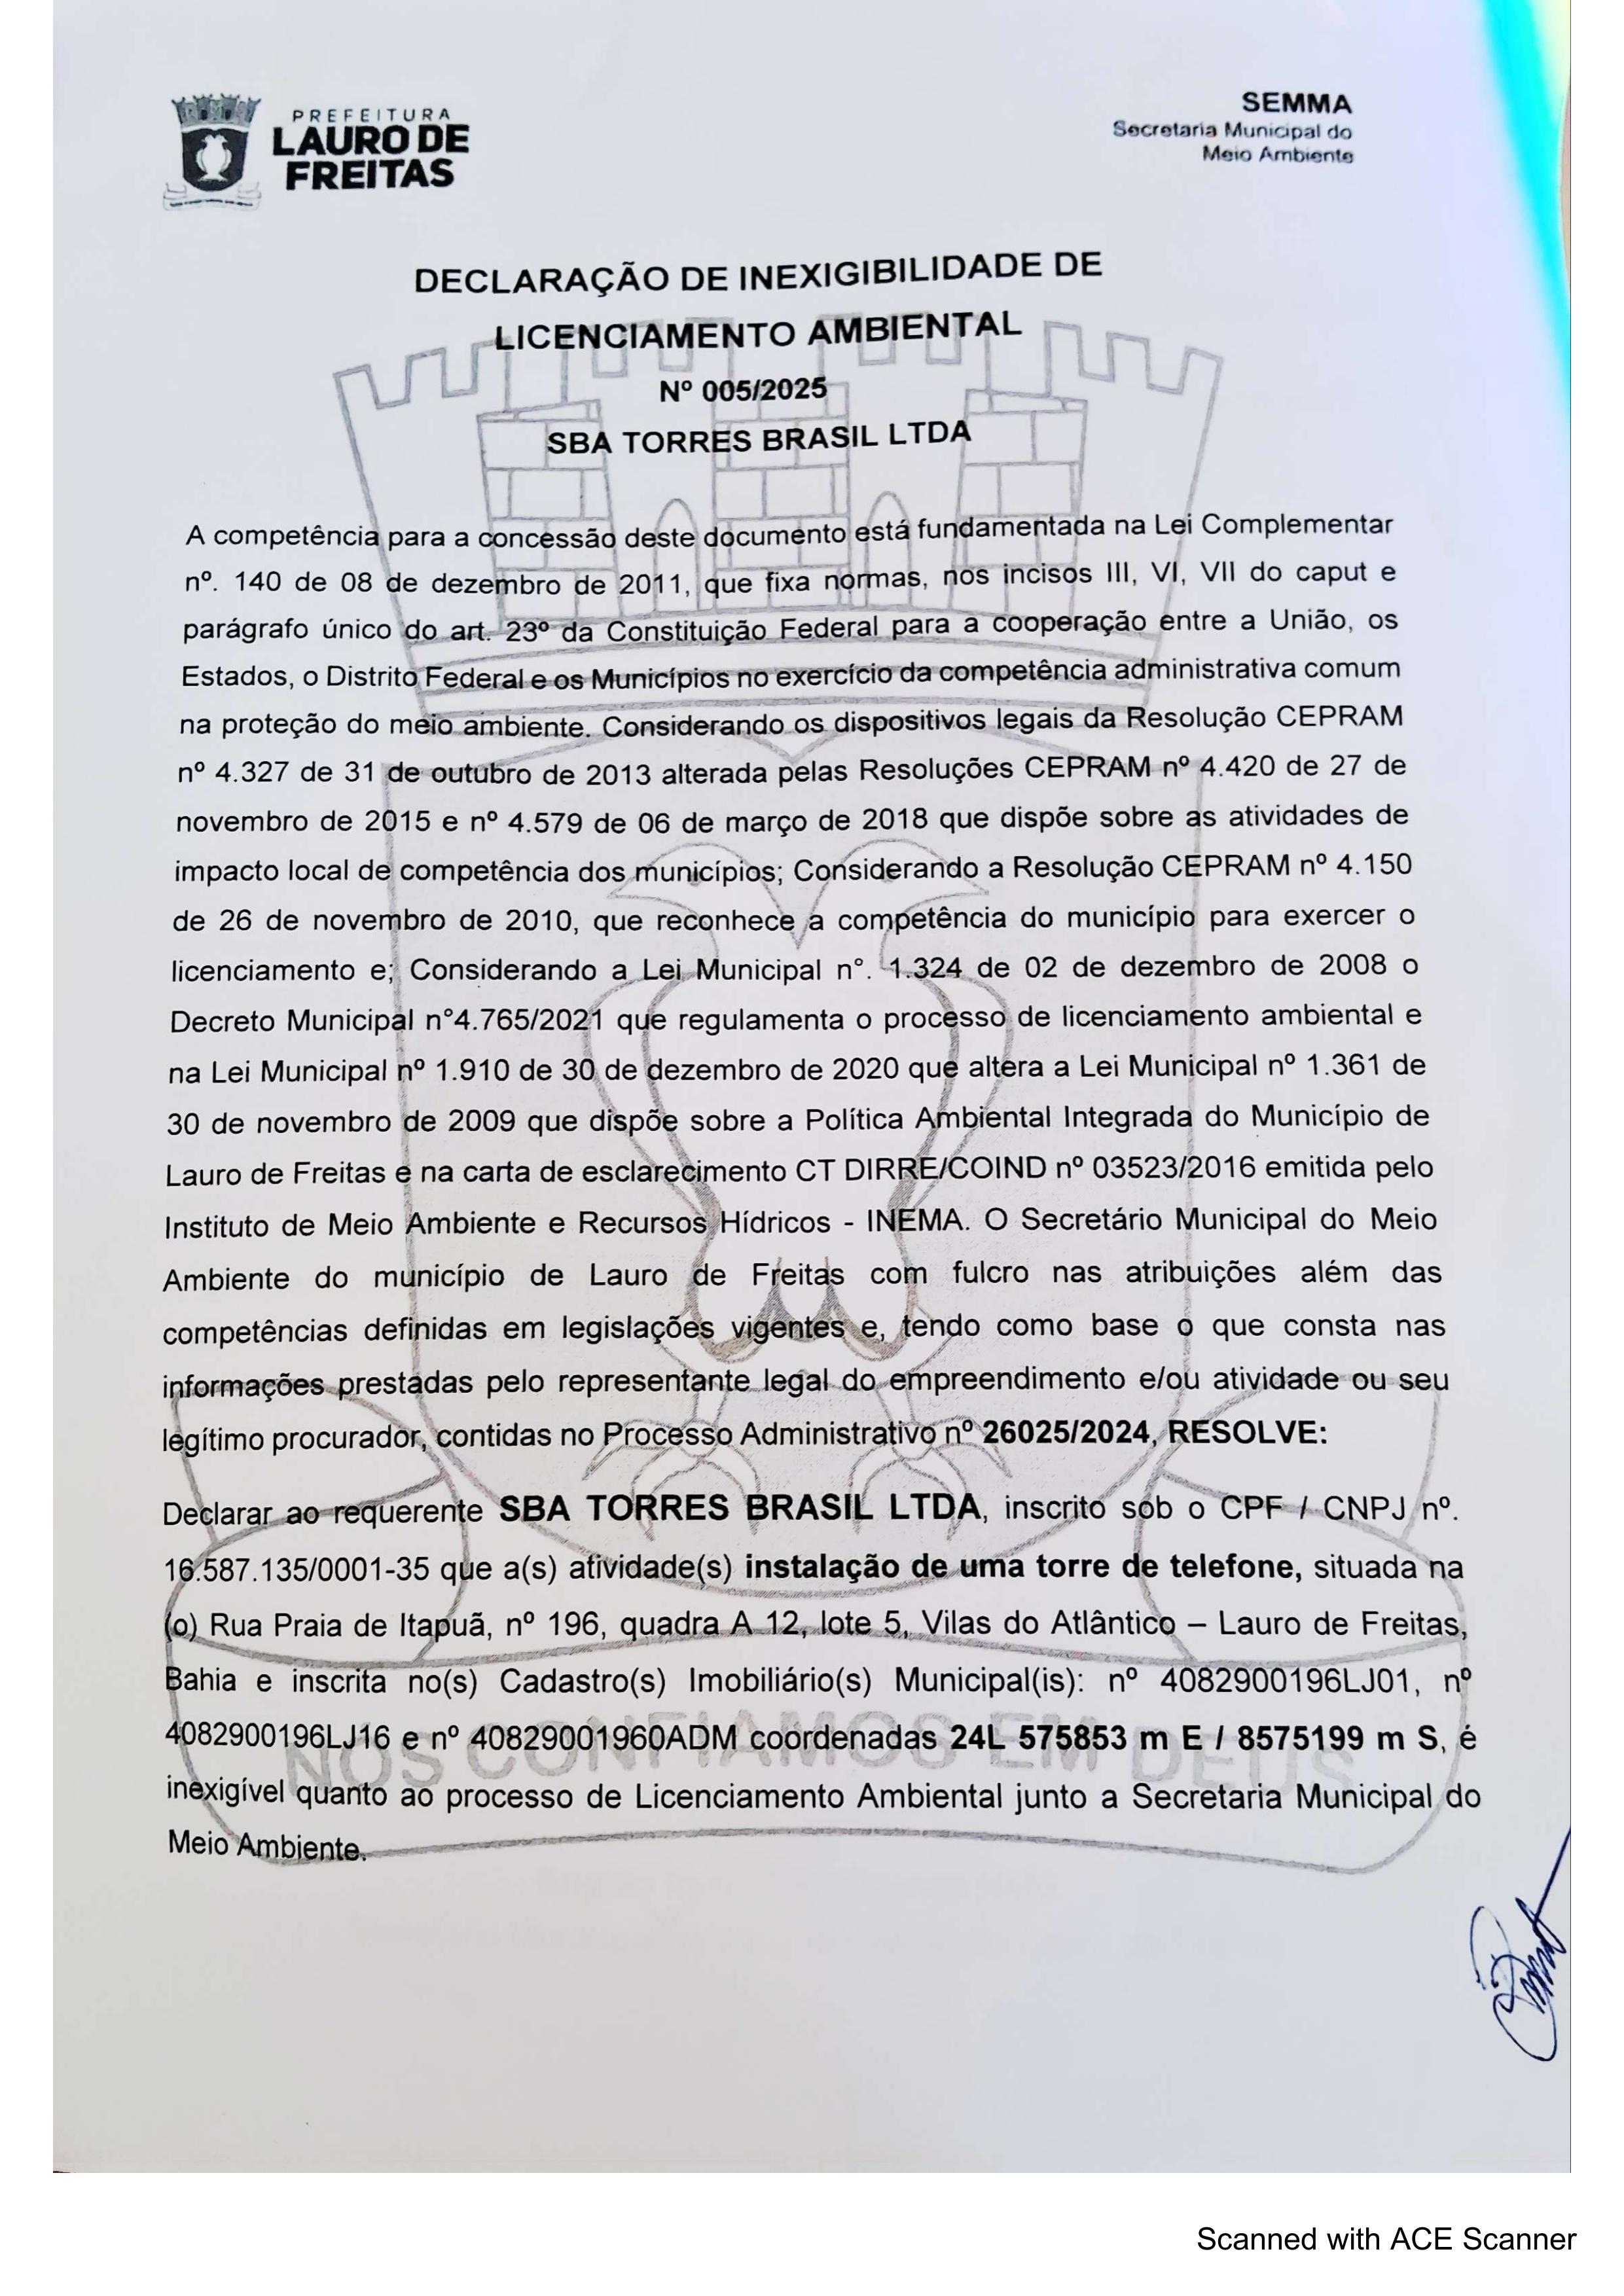 PREFEITURA
LAURO DE
FREITAS
SEMMA
Secretaria Municipal do
Meio Ambiente
DECLARAÇÃO DE INEXIGIBILIDADE DE
LICENCIAMENTO AMBIENTAL
Nº 005/2025
SBA TORRES BRASIL LTDA
A competência para a concessão deste documento está fundamentada na Lei Complementar
nº. 140 de 08 de dezembro de 2011, que fixa normas, nos incisos III, VI, VII do caput e
parágrafo único do art. 23º da Constituição Federal para a cooperação entre a União, os
Estados, o Distrito Federal e os Municípios no exercício da competência administrativa comum
na proteção do meio ambiente. Considerando os dispositivos legais da Resolução CEPRAM
nº 4.327 de 31 de outubro de 2013 alterada pelas Resoluções CEPRAM nº 4.420 de 27 de
novembro de 2015 e nº 4.579 de 06 de março de 2018 que dispõe sobre as atividades de
impacto local de competência dos municípios; Considerando a Resolução CEPRAM nº 4.150
de 26 de novembro de 2010, que reconhece a competência do município para exercer o
licenciamento e; Considerando a Lei Municipal n°. 1.324 de 02 de dezembro de 2008 o
Decreto Municipal n°4.765/2021 que regulamenta o processo de licenciamento ambiental e
na Lei Municipal nº 1.910 de 30 de dezembro de 2020 que altera a Lei Municipal nº 1.361 de
30 de novembro de 2009 que dispõe sobre a Política Ambiental Integrada do Município de
Lauro de Freitas e na carta de esclarecimento CT DIRRE/COIND nº 03523/2016 emitida pelo
Instituto de Meio Ambiente e Recursos Hídricos - INEMA. O Secretário Municipal do Meio
Ambiente do município de Lauro de Freitas com fulcro nas atribuições além das
competências definidas em legislações vigentes e, tendo como base o que consta nas
informações prestadas pelo representante legal do empreendimento e/ou atividade ou seu
legítimo procurador, contidas no Processo Administrativo nº 26025/2024, RESOLVE:
Declarar ao requerente SBA TORRES BRASIL LTDA, inscrito sob o CPF / CNPJ nº.
16.587.135/0001-35 que a(s) atividade(s) instalação de uma torre de telefone, situada na
(o) Rua Praia de Itapuã, nº 196, quadra A 12, lote 5, Vilas do Atlântico – Lauro de Freitas,
Bahia e inscrita no(s) Cadastro(s) Imobiliário(s) Municipal(is): nº 4082900196LJ01, nº
4082900196LJ16 e nº 40829001960ADM coordenadas 24L 575853 m E / 8575199 m S, é
inexigível quanto ao processo de Licenciamento Ambiental junto a Secretaria Municipal do
Meio Ambiente.
NÓS CONFIAMOS EM DEUS
Scanned with ACE Scanner